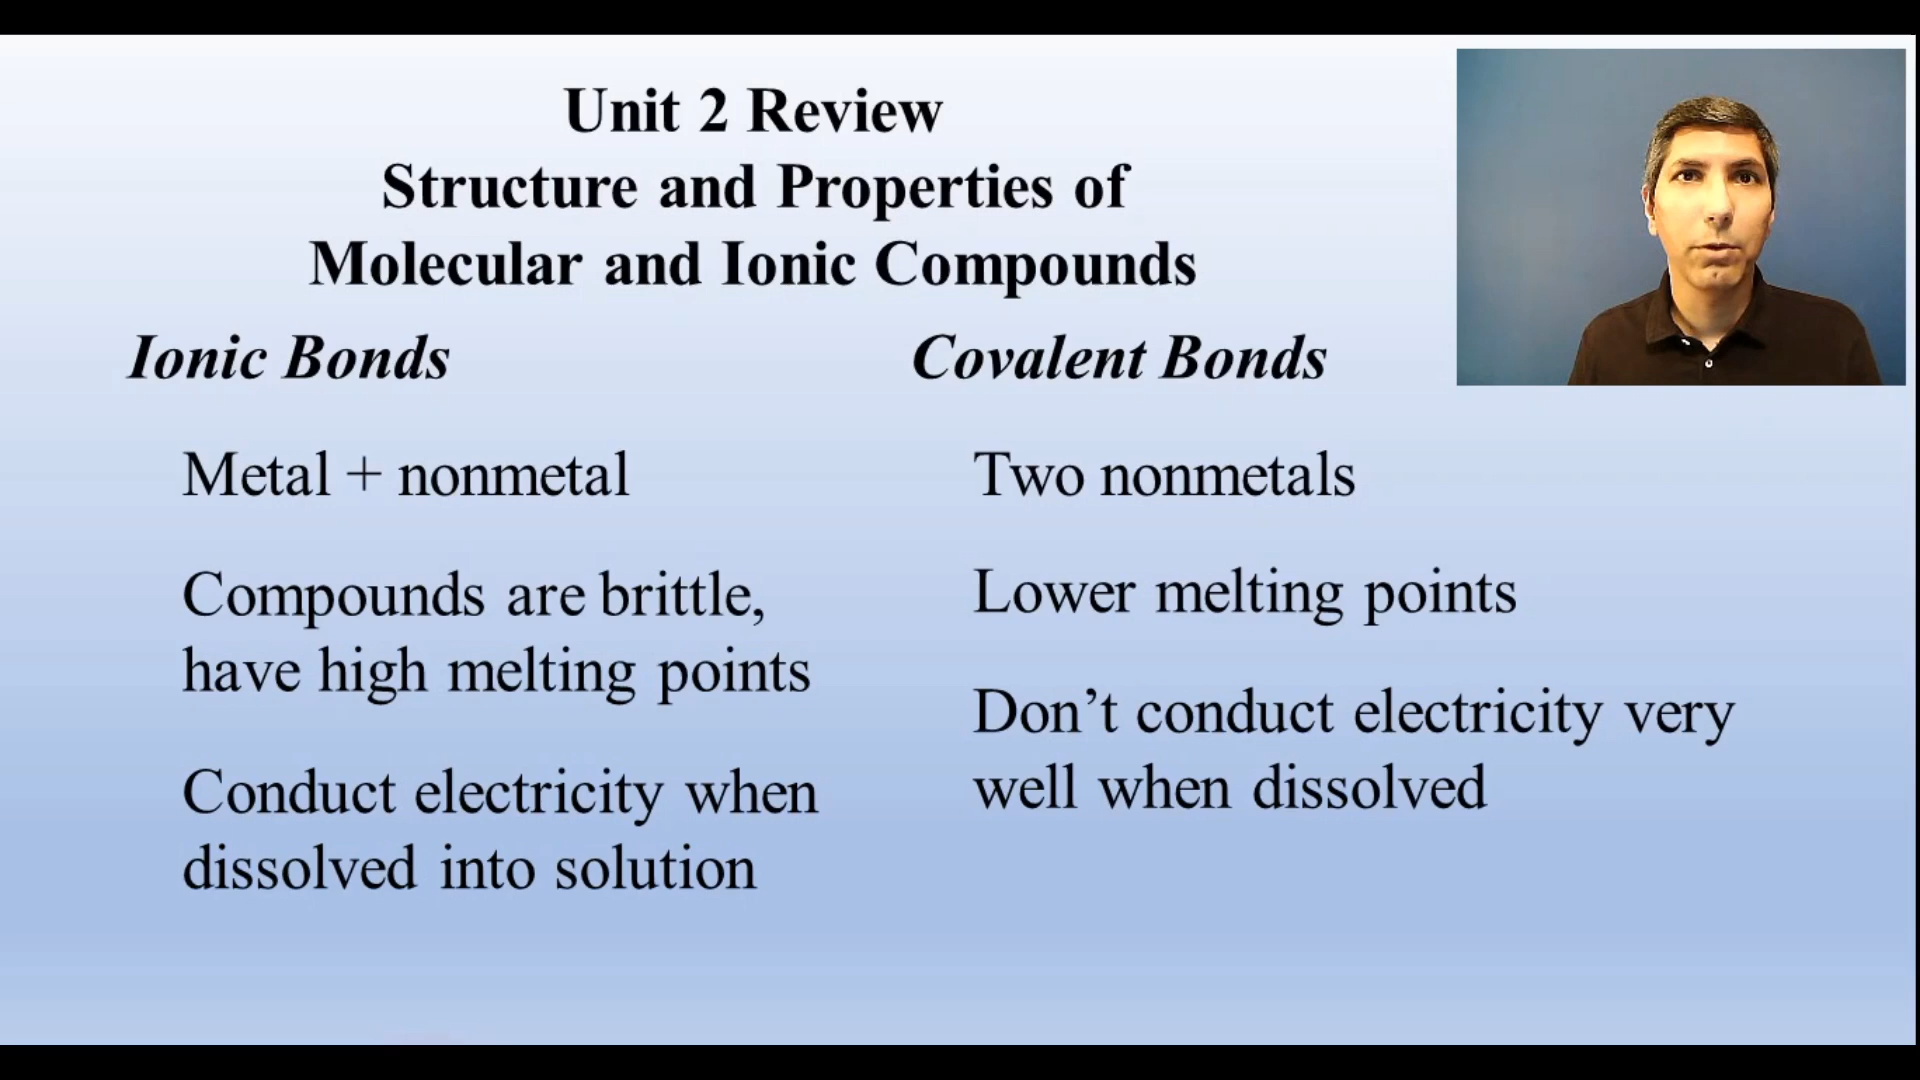 Unit 2 Review
Structure and Properties of
Molecular and Ionic Compounds
Ionic Bonds
Metal + nonmetal
Compounds are brittle,
have high melting points
Conduct electricity when
dissolved into solution
Covalent Bonds
Two nonmetals
Lower melting points
Don’t conduct electricity very
well when dissolved